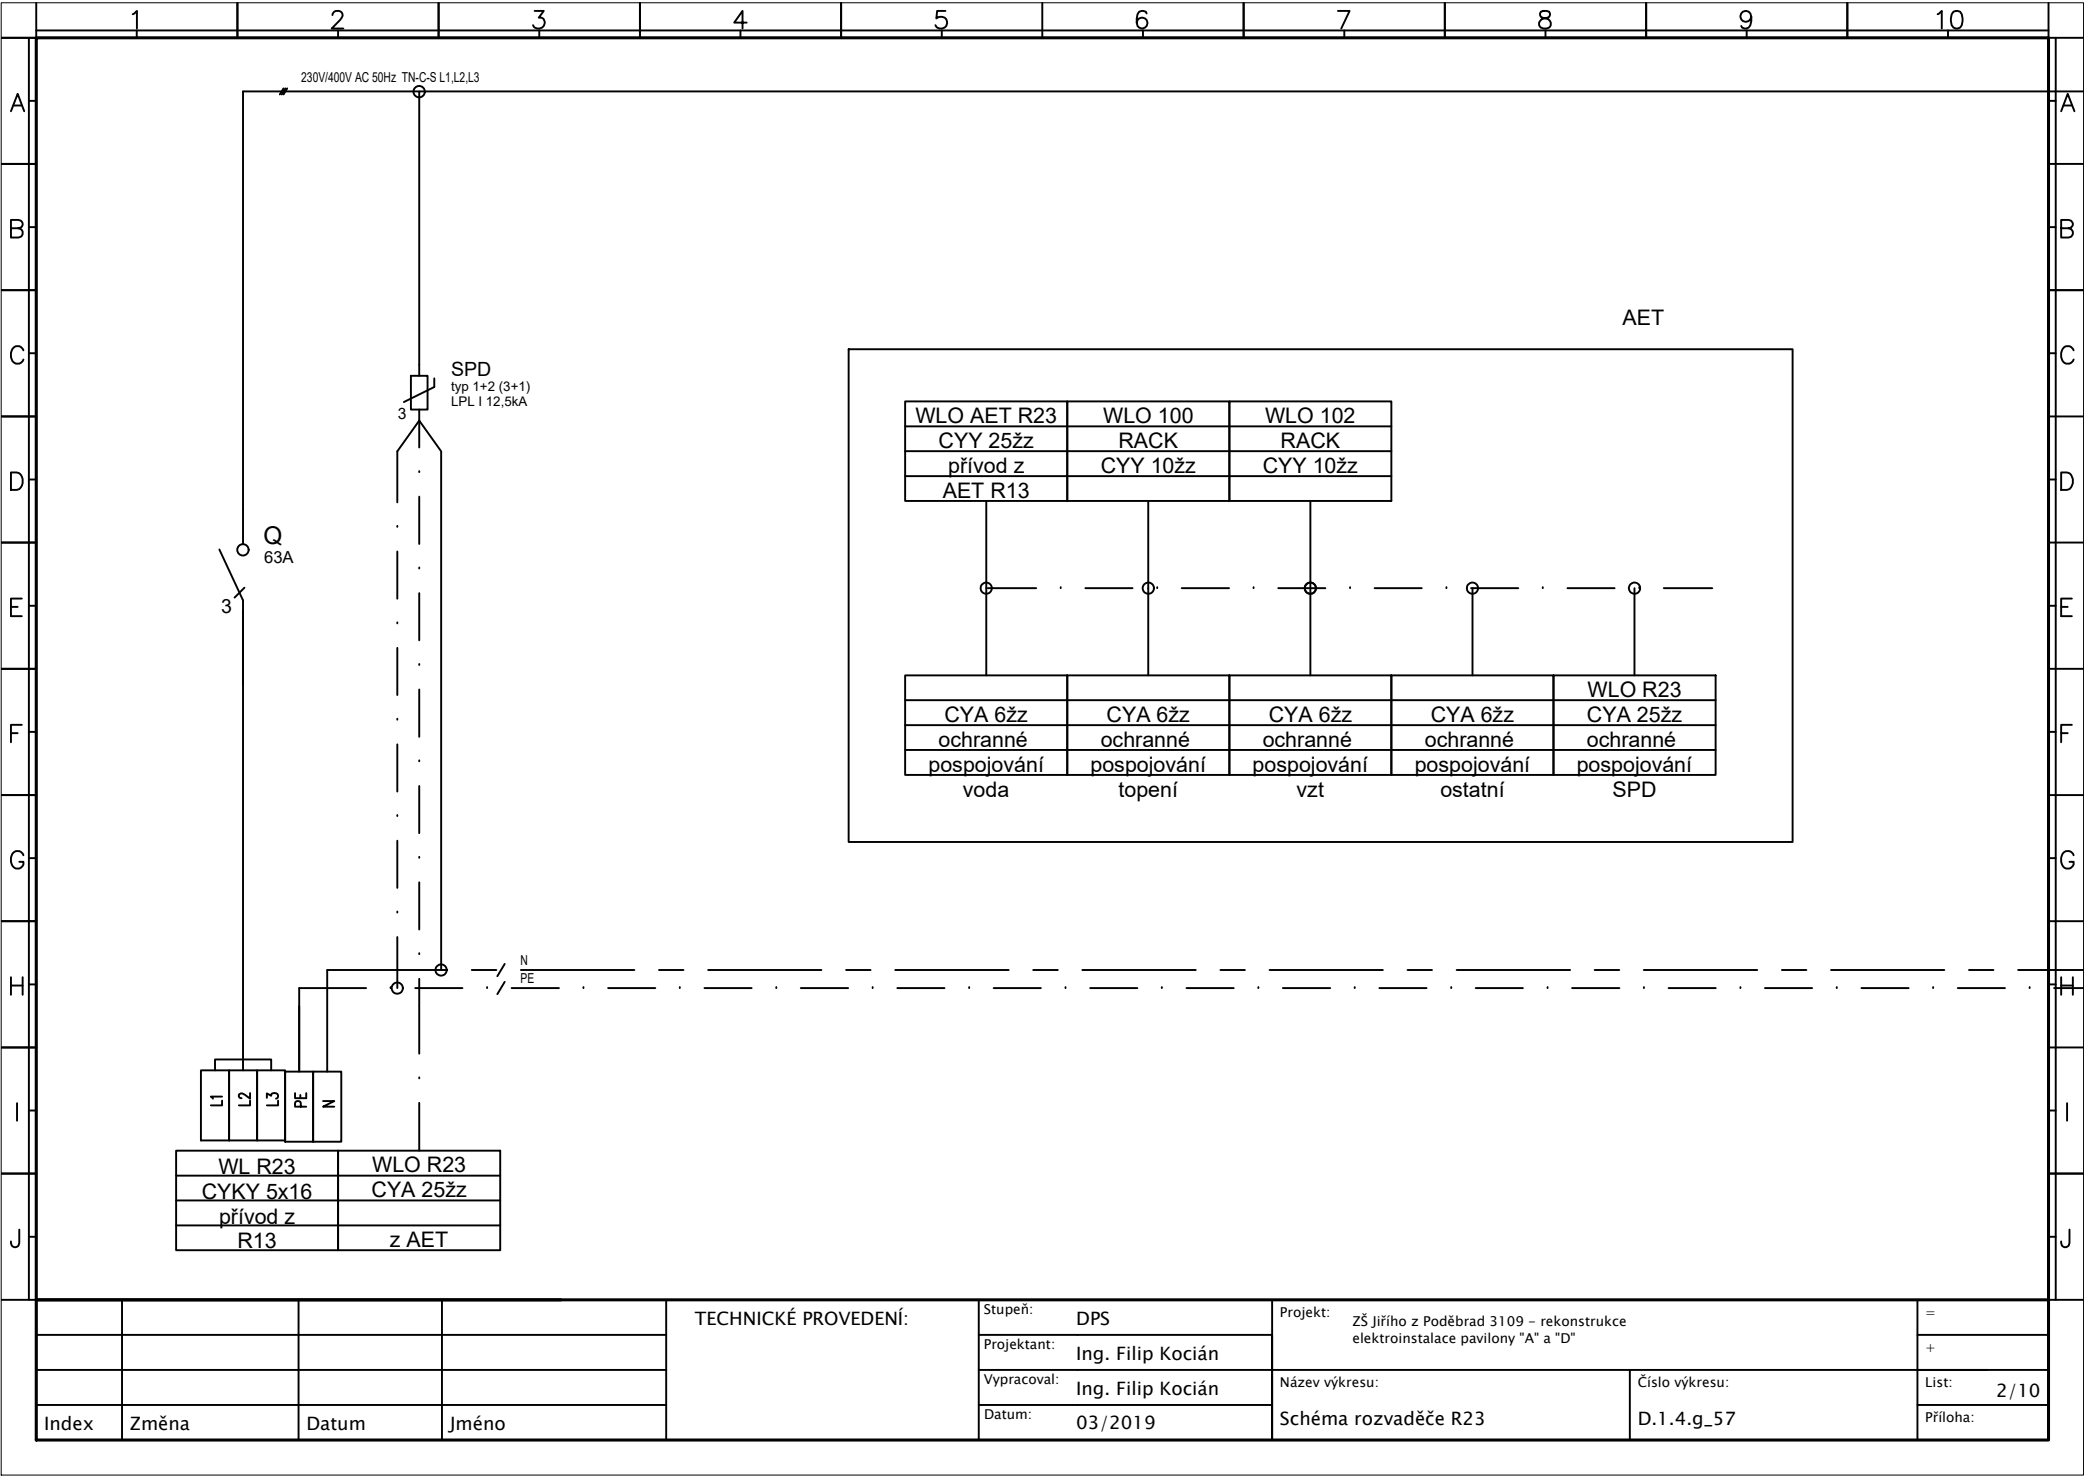 1 2 3 4 5 6 7 8 9 10
A A
B B
C C
D D
E E
F F
G G
H H
I I
J J
230V/400V AC 50Hz TN-C-S L1,L2,L3
SPD
typ 1+2 (3+1)
LPL I 12,5kA
3
Q
63A
3
AET
WLO AET R23 WLO 100 WLO 102
CYY 25žz RACK RACK
přívod z CYY 10žz CYY 10žz
AET R13
WLO R23
CYA 6žz CYA 6žz CYA 6žz CYA 6žz CYA 25žz
ochranné ochranné ochranné ochranné ochranné
pospojování pospojování pospojování pospojování pospojování
voda topení vzt ostatní SPD
N
PE
L1 L2 L3 PE N
WL R23 WLO R23
CYKY 5x16 CYA 25žz
přívod z
R13 z AET
Index Změna Datum Jméno
TECHNICKÉ PROVEDENÍ:
Stupeň: DPS
Projektant: Ing. Filip Kocián
Vypracoval: Ing. Filip Kocián
Datum: 03/2019
Projekt: ZŠ Jiřího z Poděbrad 3109 – rekonstrukce
elektroinstalace pavilony "A" a "D"
Název výkresu:
Schéma rozvaděče R23
Číslo výkresu:
D.1.4.g_57
=
+
List: 2/10
Příloha: